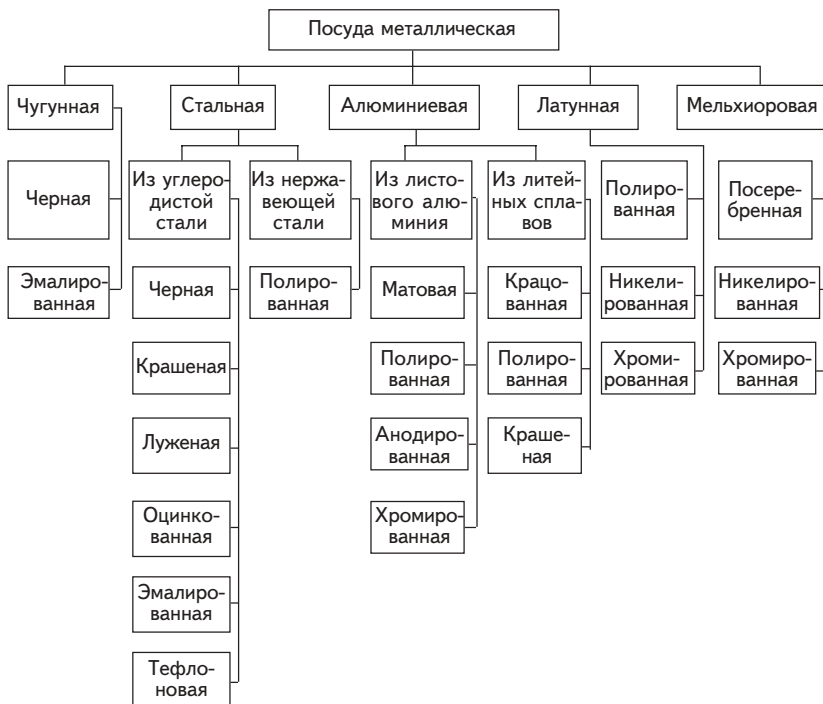 Посуда металлическая
Чугунная
Стальная
Алюминиевая
Латунная
Мельхиоровая
Черная
Из углеро-
дистой
стали
Из нержа-
веющей
стали
Из листо-
вого алю-
миния
Из литей-
ных спла-
вов
Полиро-
ванная
Посере-
бренная
Эмалиро-
ванная
Черная
Полиро-
ванная
Матовая
Крацо-
ванная
Никели-
рованная
Никелиро-
ванная
Крашеная
Полиро-
ванная
Полиро-
ванная
Хроми-
рованная
Хромиро-
ванная
Луженая
Анодиро-
ванная
Краше-
ная
Оцинко-
ванная
Хромиро-
ванная
Эмалиро-
ванная
Тефло-
новая